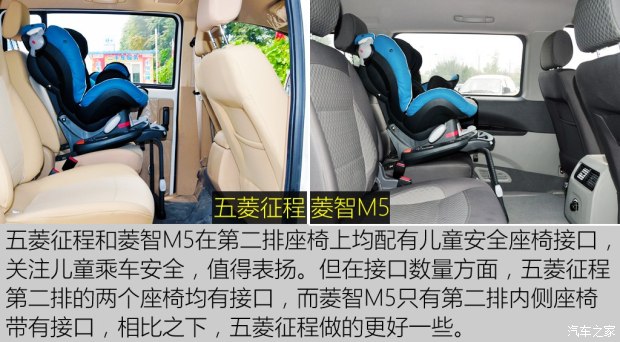 五菱征程 菱智M5
五菱征程和菱智M5在第二排座椅上均配有儿童安全座椅接口，
关注儿童乘车安全，值得表扬。但在接口数量方面，五菱征程
第二排的两个座椅均有接口，而菱智M5只有第二排内侧座椅
带有接口，相比之下，五菱征程做的更好一些。
汽车之家